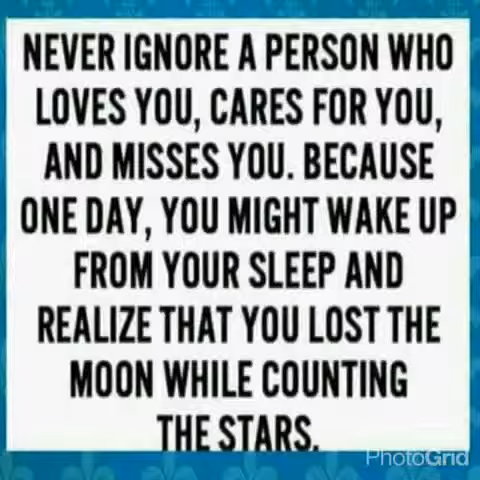 NEVER IGNORE A PERSON WHO
LOVES YOU, CARES FOR YOU,
AND MISSES YOU. BECAUSE
ONE DAY, YOU MIGHT WAKE UP
FROM YOUR SLEEP AND
REALIZE THAT YOU LOST THE
MOON WHILE COUNTING
THE STARS.
PhotoGrid